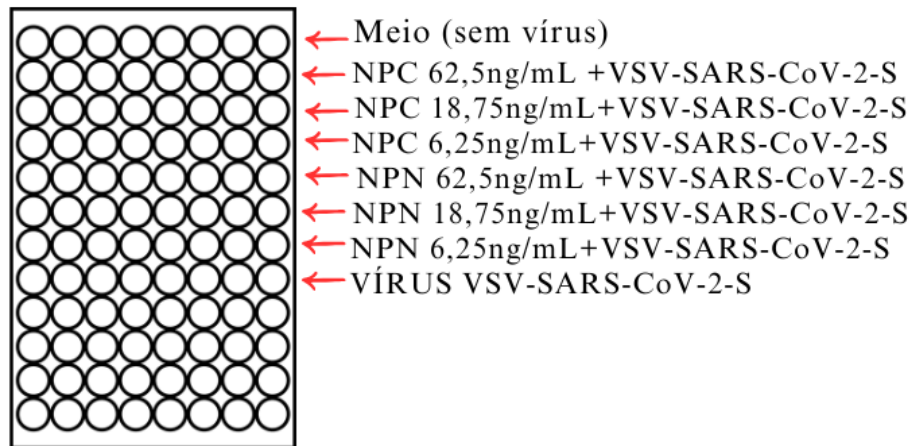 Meio (sem vírus)
NPC 62,5ng/mL +VSV-SARS-CoV-2-S
NPC 18,75ng/mL+VSV-SARS-CoV-2-S
NPC 6,25ng/mL+VSV-SARS-CoV-2-S
NPN 62,5ng/mL +VSV-SARS-CoV-2-S
NPN 18,75ng/mL+VSV-SARS-CoV-2-S
NPN 6,25ng/mL+VSV-SARS-CoV-2-S
VÍRUS VSV-SARS-CoV-2-S